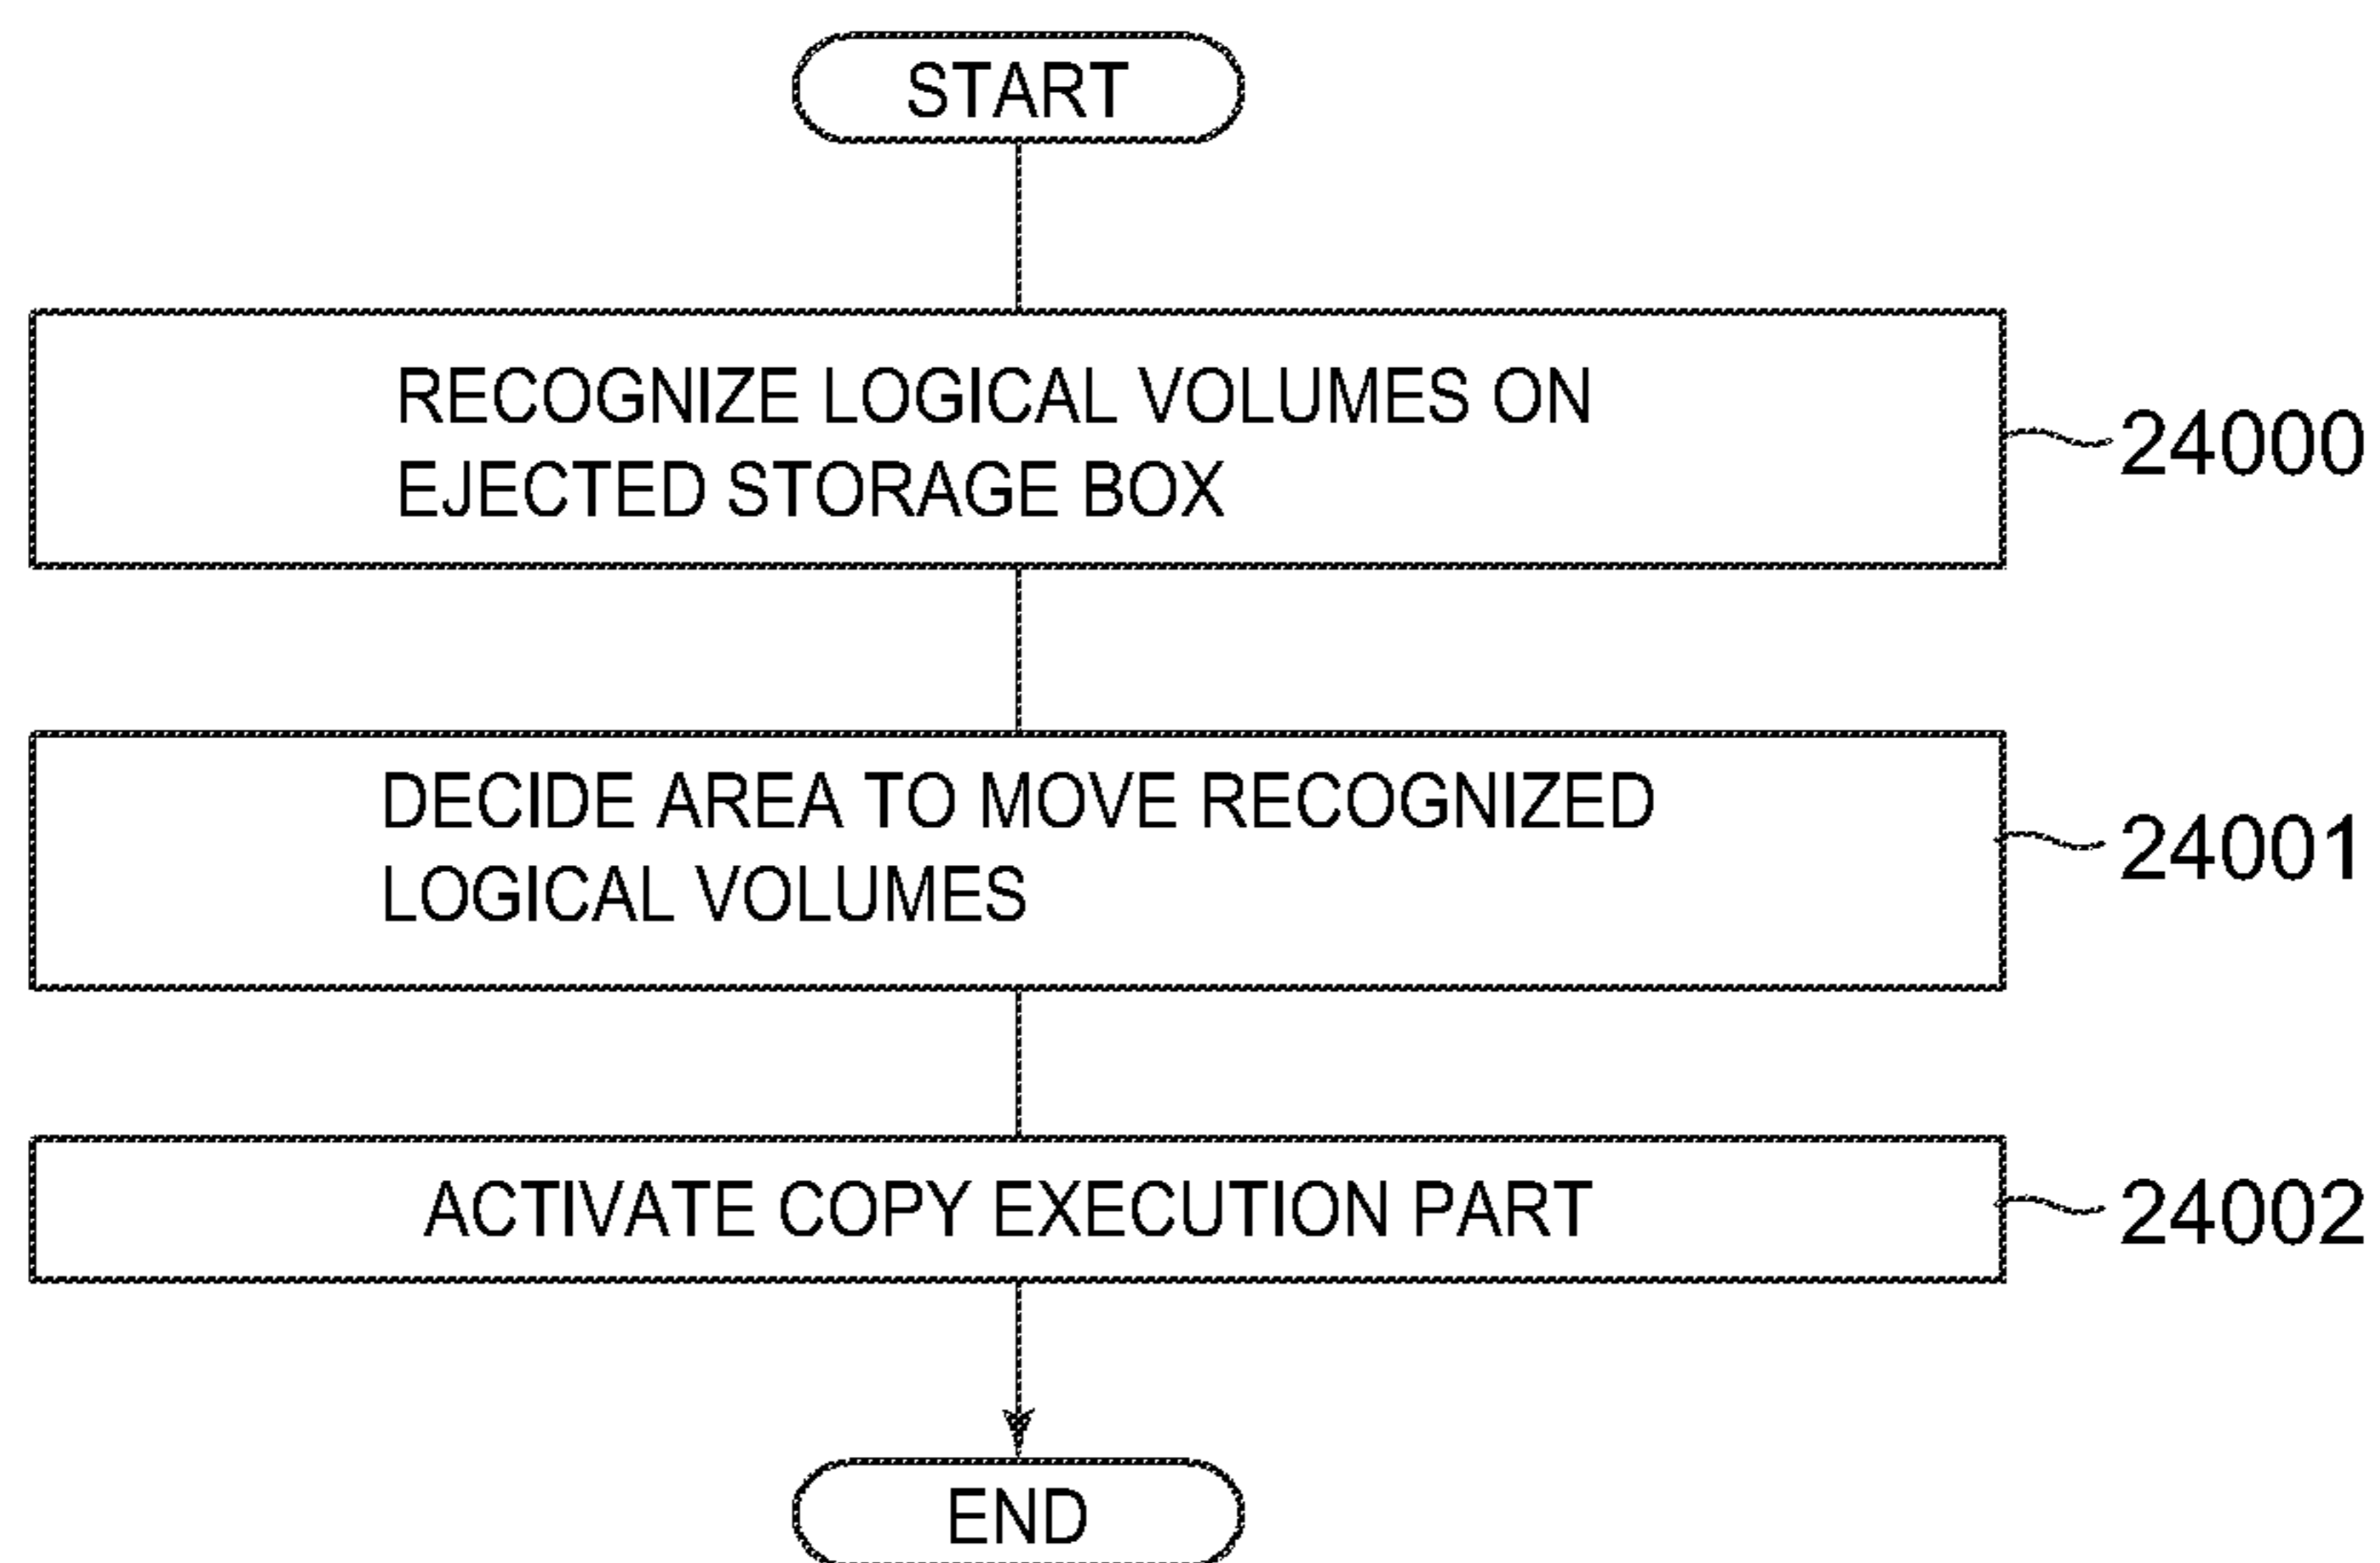 START
RECOGNIZE LOGICAL VOLUMES ON
EJECTED STORAGE BOX
24000
DECIDE AREA TO MOVE RECOGNIZED
LOGICAL VOLUMES
24001
ACTIVATE COPY EXECUTION PART
24002
END